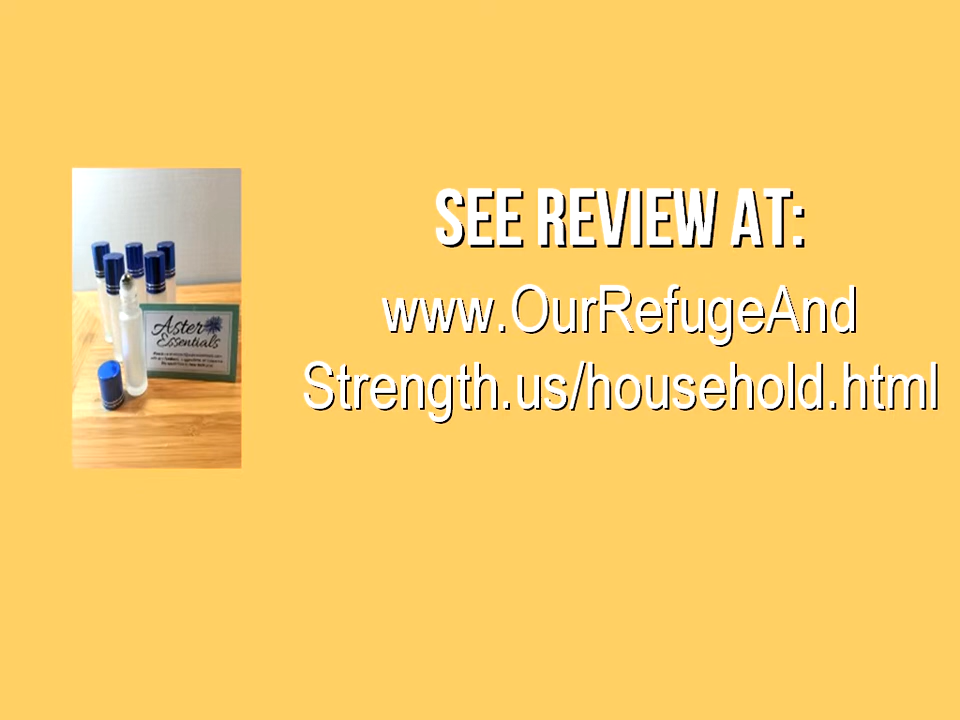 SEE REVIEW AT:
www.OurRefugeAnd
Strength.us/household.html
Aster
Essentials